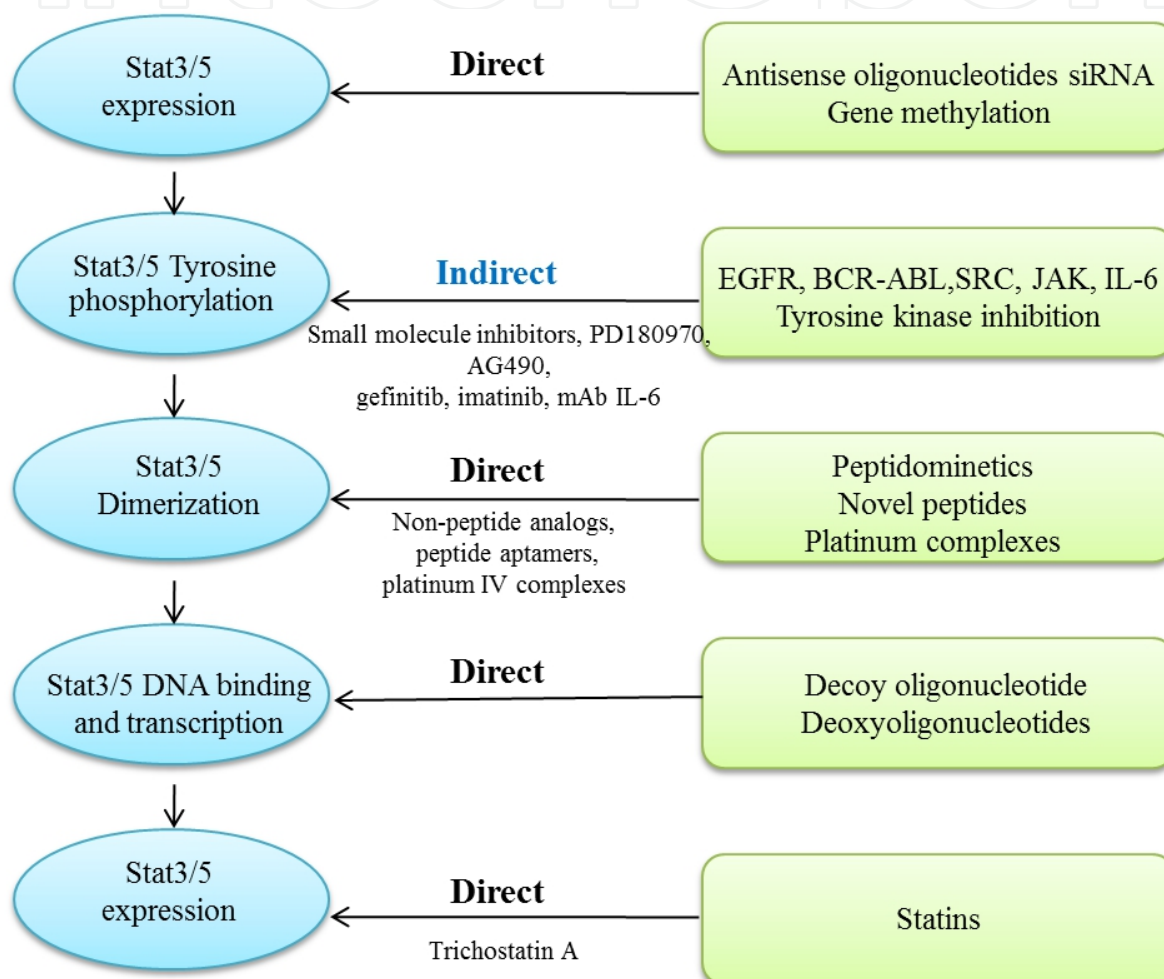 Stat3/5
expression
Direct
Antisense oligonucleotides siRNA
Gene methylation
Stat3/5 Tyrosine
phosphorylation
Indirect
Small molecule inhibitors, PD180970,
AG490,
gefinitib, imatinib, mAb IL-6
EGFR, BCR-ABL,SRC, JAK, IL-6
Tyrosine kinase inhibition
Stat3/5
Dimerization
Direct
Non-peptide analogs,
peptide aptamers,
platinum IV complexes
Peptidominetics
Novel peptides
Platinum complexes
Stat3/5 DNA binding
and transcription
Direct
Decoy oligonucleotide
Deoxyoligonucleotides
Stat3/5
expression
Direct
Trichostatin A
Statins